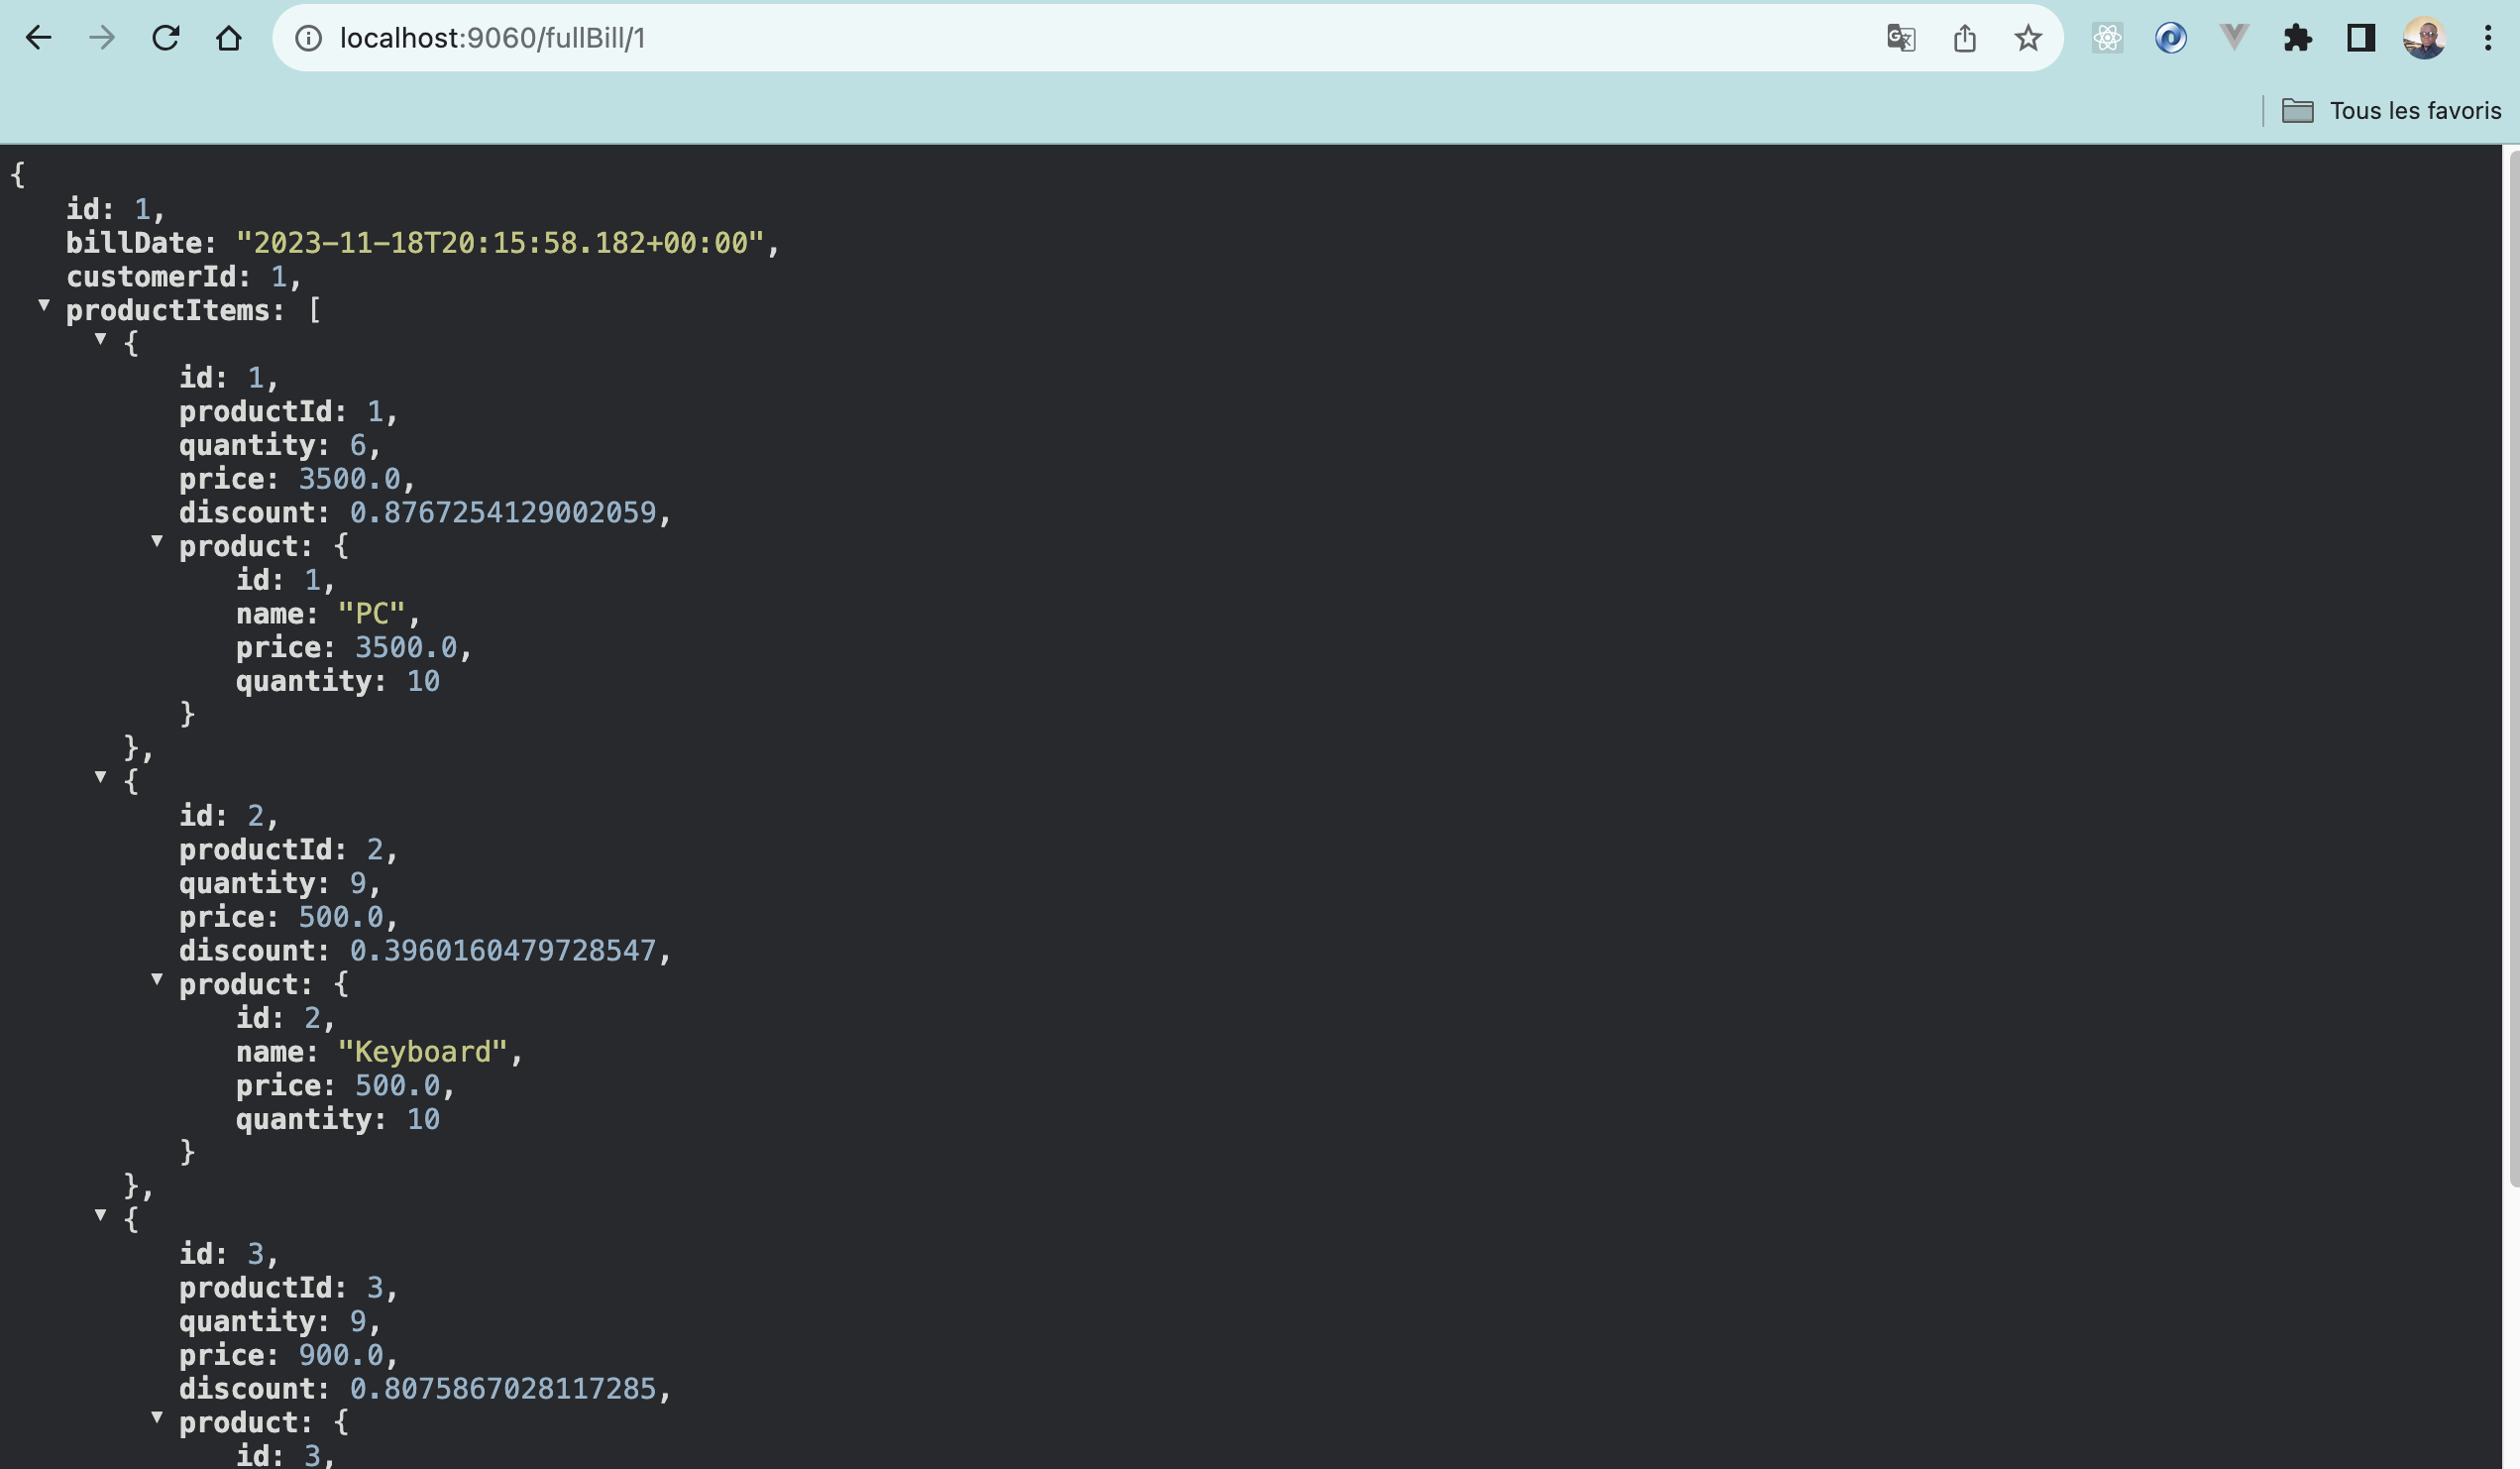 localhost:9060/fullBill/1
Tous les favoris
{
id: 1,
billDate: "2023-11-18T20:15:58.182+00:00",
customerId: 1,
productItems: [
{
id: 1,
productId: 1,
quantity: 6,
price: 3500.0,
discount: 0.8767254129002059,
product: {
id: 1,
name: "PC",
price: 3500.0,
quantity: 10
}
},
{
id: 2,
productId: 2,
quantity: 9,
price: 500.0,
discount: 0.3960160479728547,
product: {
id: 2,
name: "Keyboard",
price: 500.0,
quantity: 10
}
},
{
id: 3,
productId: 3,
quantity: 9,
price: 900.0,
discount: 0.8075867028117285,
product: {
id: 3,